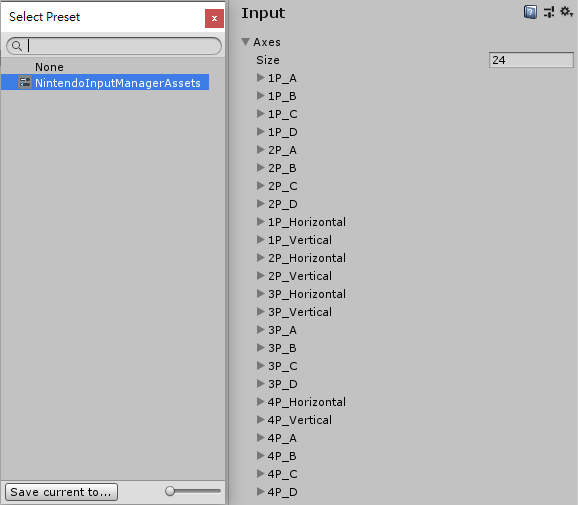 Select Preset
x
None
NintendoInputManagerAssets
Save current to...
Input
Axes
Size 24
1P_A
1P_B
1P_C
1P_D
2P_A
2P_B
2P_C
2P_D
1P_Horizontal
1P_Vertical
2P_Horizontal
2P_Vertical
3P_Horizontal
3P_Vertical
3P_A
3P_B
3P_C
3P_D
4P_Horizontal
4P_Vertical
4P_A
4P_B
4P_C
4P_D